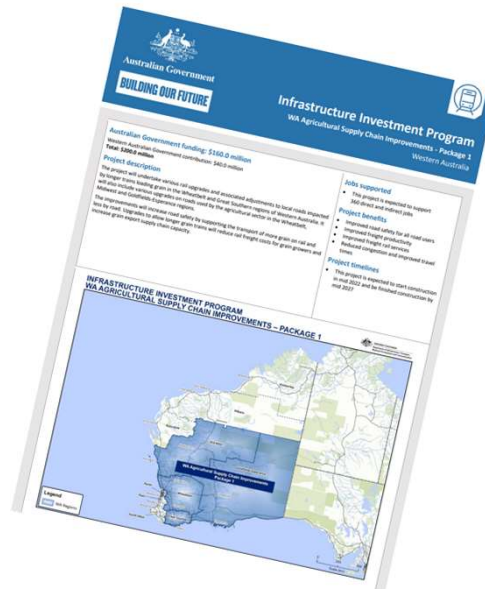 Australian Government
BUILDING OUR FUTURE
Infrastructure Investment Program
WA Agricultural Supply Chain Improvements – Package 1
Western Australia
Australian Government funding: $160.0 million
Western Australian Government contribution: $40.0 million
Total: $200.0 million
Project description
The project will undertake various rail upgrades and associated adjustments to local roads impacted
by longer trains loading grain in the Wheatbelt and Great Southern regions of Western Australia. It
will also include various upgrades on roads used by the agricultural sector in the Wheatbelt,
Midwest and Goldfields-Esperance regions.
The improvements will increase road safety by supporting the transport of more grain on rail and
less by road. Upgrades to allow longer grain trains will reduce rail freight costs for grain growers and
increase grain export supply chain capacity.
Jobs supported
• This project is expected to support
360 direct and indirect jobs
Project benefits
• Improved road safety for all road users
• Improved freight productivity
• Improved freight rail services
• Reduced congestion and improved travel
times
Project timelines
• This project is expected to start construction
in mid 2022 and be finished construction by
mid 2027
INFRASTRUCTURE INVESTMENT PROGRAM
WA AGRICULTURAL SUPPLY CHAIN IMPROVEMENTS – PACKAGE 1
WA Agricultural Supply Chain Improvements
Package 1
Legend
WA Regions